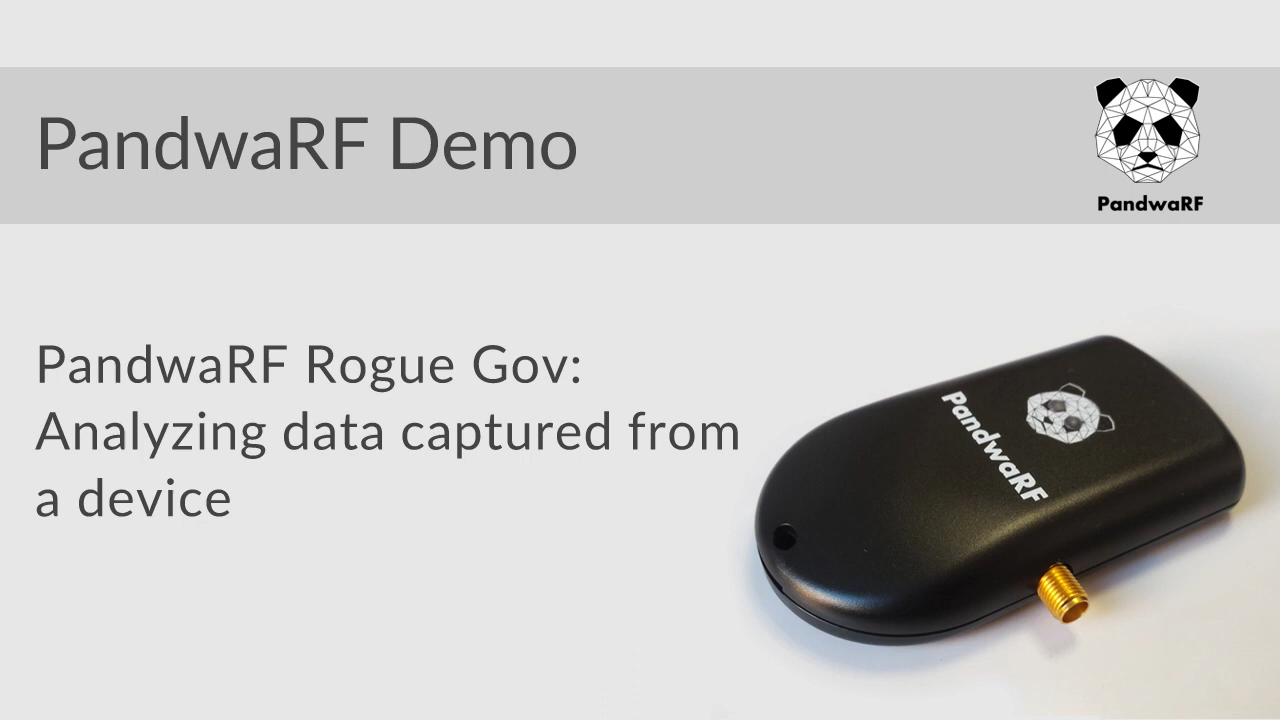 PandwaRF Demo
PandwaRF
PandwaRF Rogue Gov:
Analyzing data captured from
a device
PandwaRF